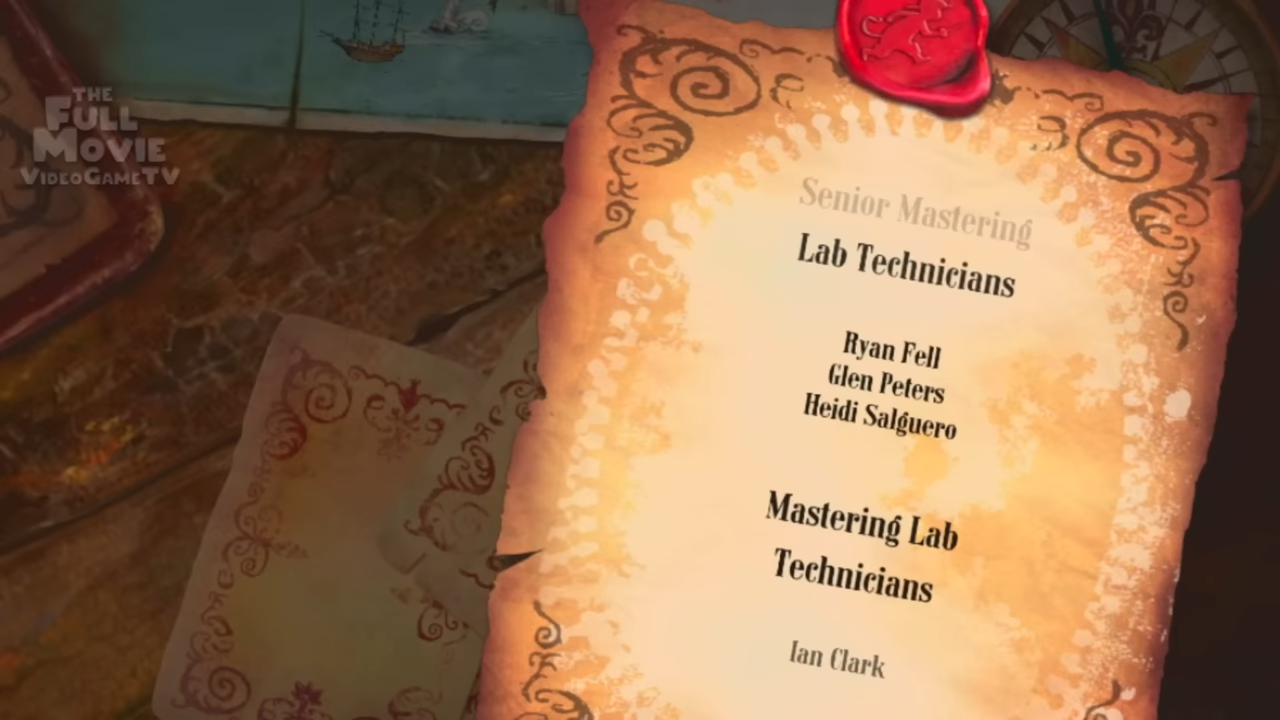 THE
FULL
MOVIE
VIDEOGAMETV
Senior Mastering
Lab Technicians
Ryan Fell
Glen Peters
Heidi Salguero
Mastering Lab
Technicians
Ian Clark